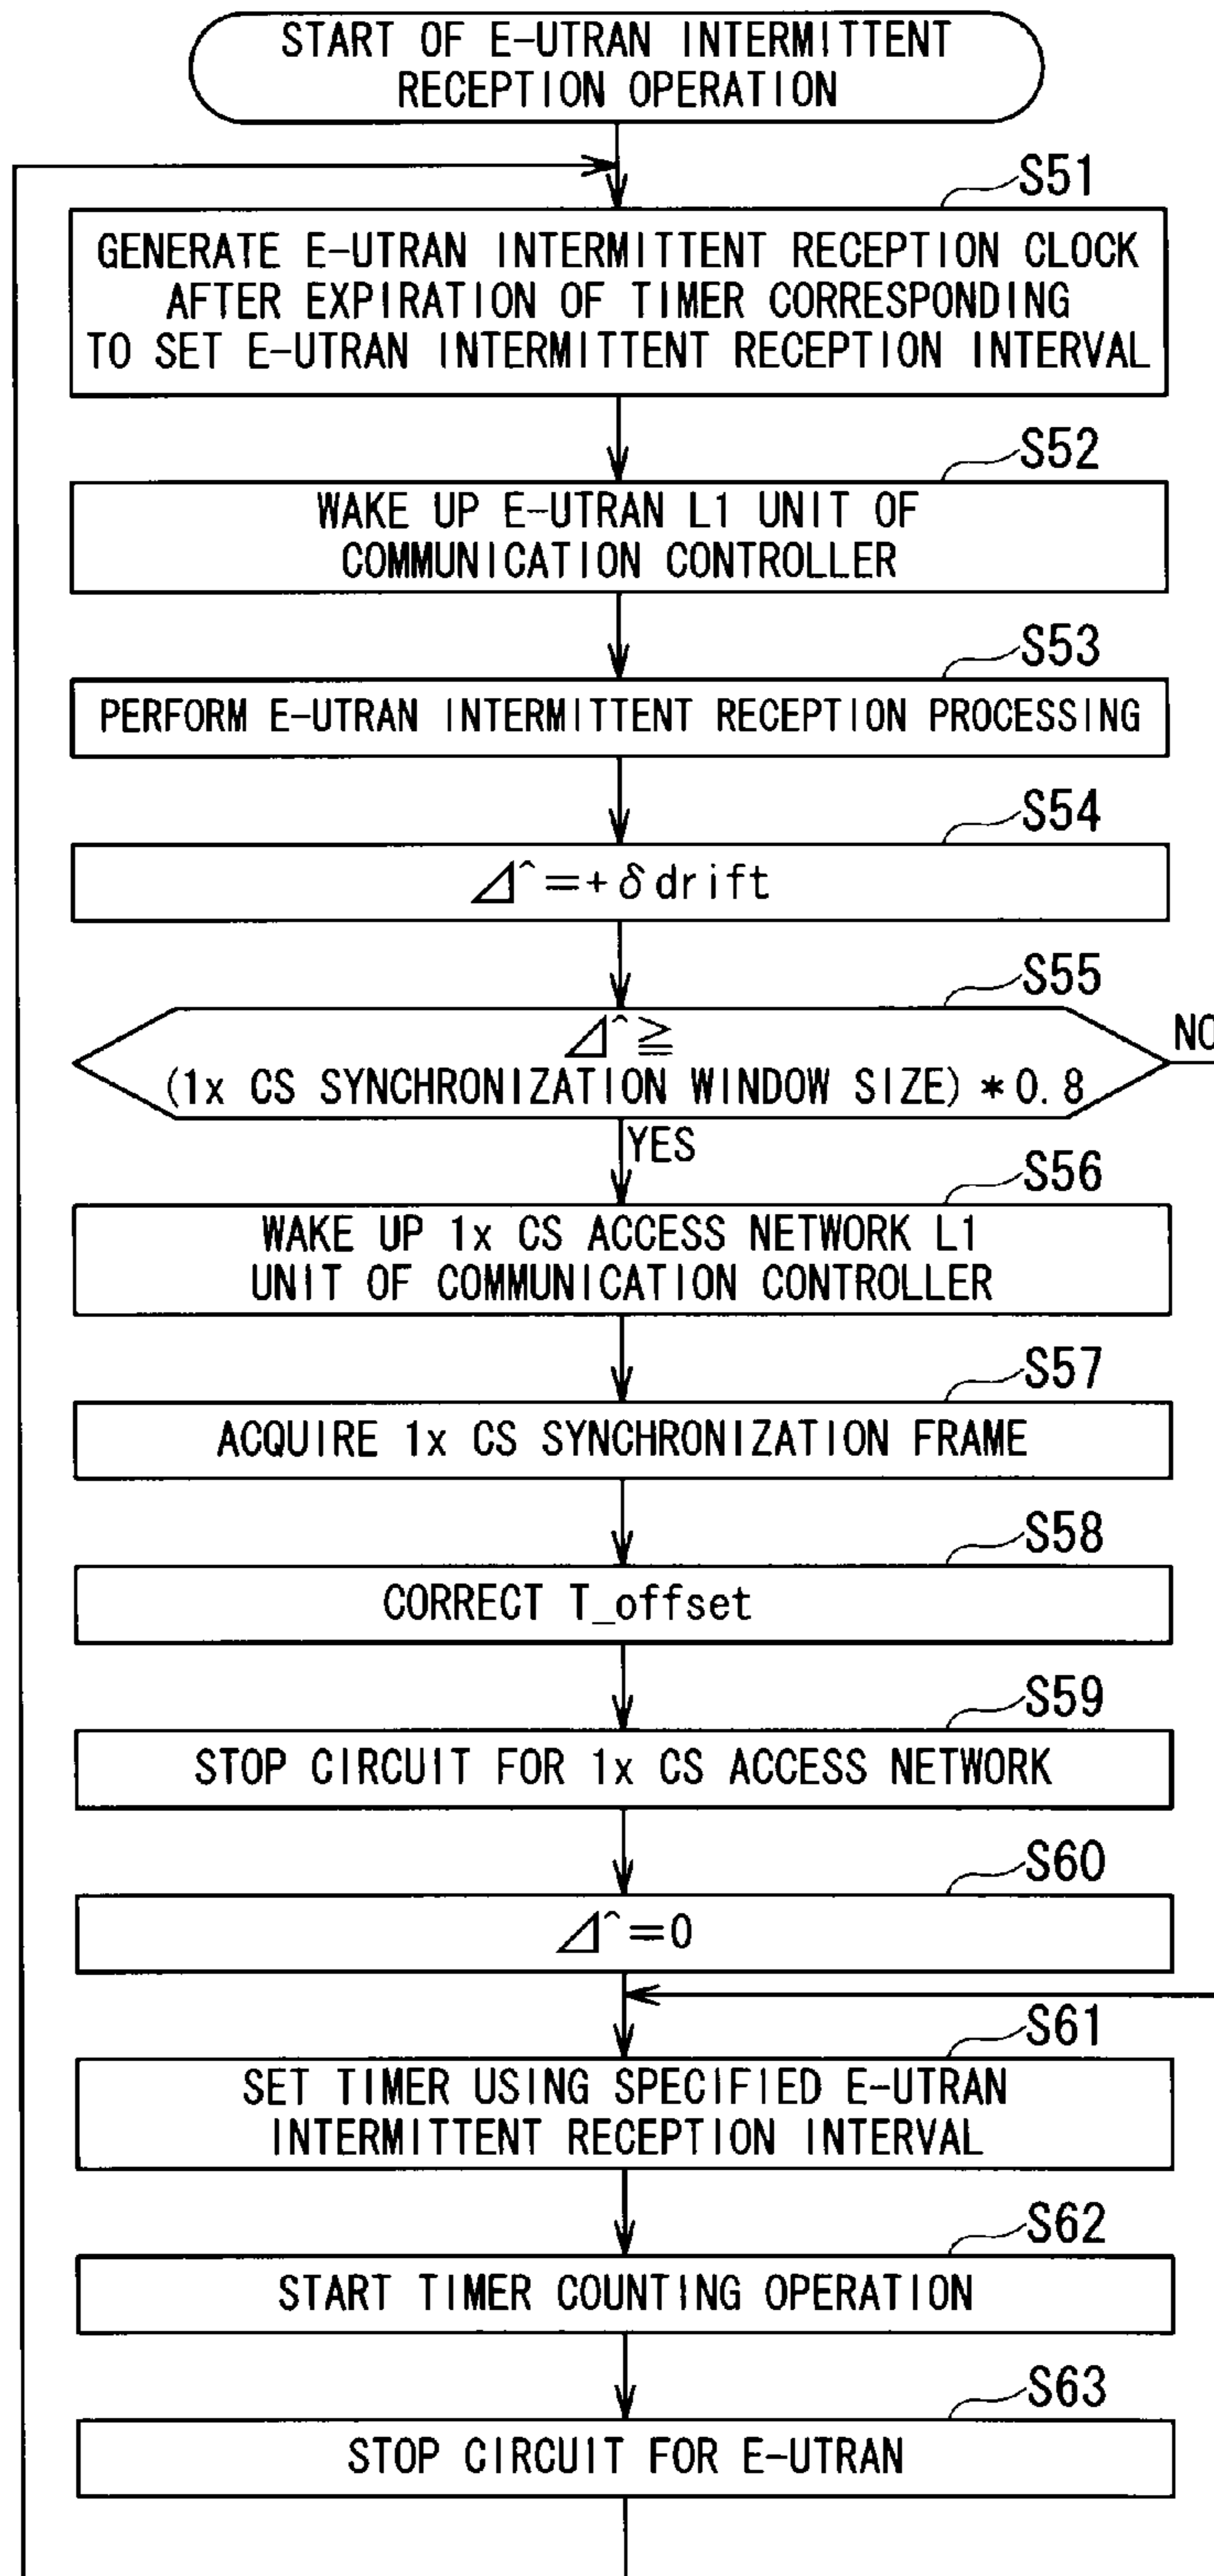 START OF E-UTRAN INTERMITTENT
RECEPTION OPERATION
S51
GENERATE E-UTRAN INTERMITTENT RECEPTION CLOCK
AFTER EXPIRATION OF TIMER CORRESPONDING
TO SET E-UTRAN INTERMITTENT RECEPTION INTERVAL
S52
WAKE UP E-UTRAN L1 UNIT OF
COMMUNICATION CONTROLLER
S53
PERFORM E-UTRAN INTERMITTENT RECEPTION PROCESSING
S54
⊿^=+δdrift
S55
⊿^≧
(1x CS SYNCHRONIZATION WINDOW SIZE)*0.8
NO
YES
S56
WAKE UP 1x CS ACCESS NETWORK L1
UNIT OF COMMUNICATION CONTROLLER
S57
ACQUIRE 1x CS SYNCHRONIZATION FRAME
S58
CORRECT T_offset
S59
STOP CIRCUIT FOR 1x CS ACCESS NETWORK
S60
⊿^=0
S61
SET TIMER USING SPECIFIED E-UTRAN
INTERMITTENT RECEPTION INTERVAL
S62
START TIMER COUNTING OPERATION
S63
STOP CIRCUIT FOR E-UTRAN